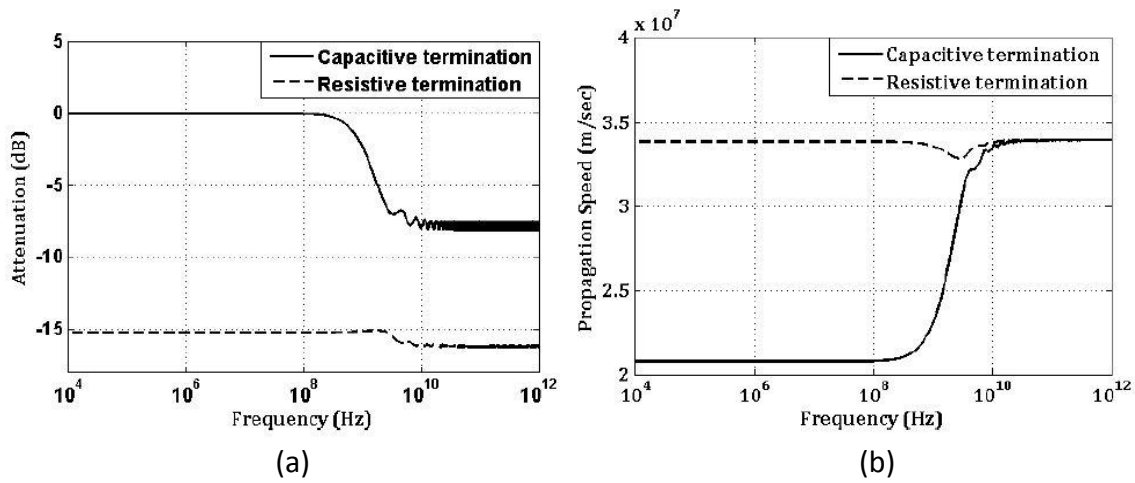 5
0
-5
-10
-15
Attenuation (dB)
Capacitive termination
Resistive termination
10^4 10^6 10^8 10^10 10^12
Frequency (Hz)
(a)
x 10^7
4
3.5
3
2.5
2
Propagation Speed (m/sec)
Capacitive termination
Resistive termination
10^4 10^6 10^8 10^10 10^12
Frequency (Hz)
(b)